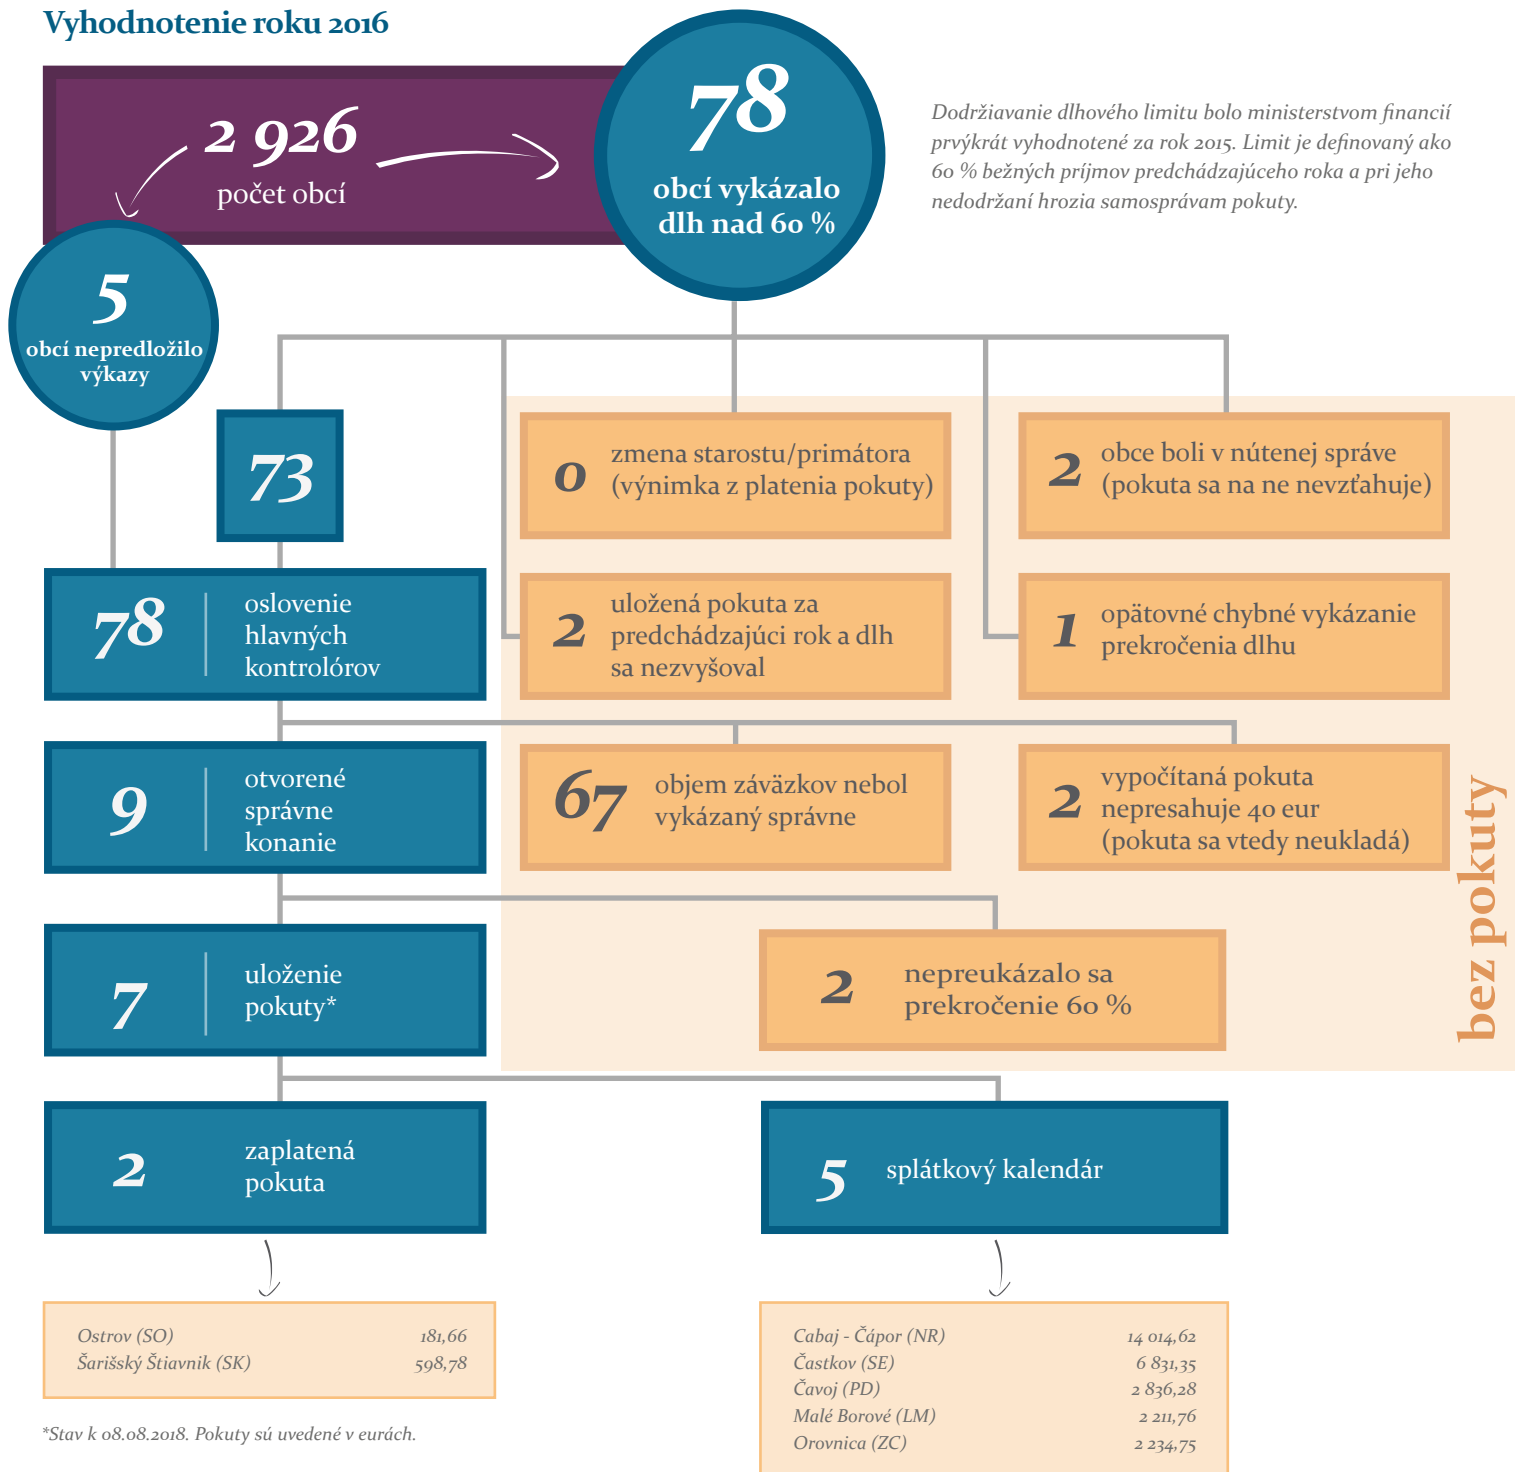 Vyhodnotenie roku 2016
2 926
počet obcí
78
obcí vykázalo
dlh nad 60 %
Dodržiavanie dlhového limitu bolo ministerstvom financií
prvýkrát vyhodnotené za rok 2015. Limit je definovaný ako
60 % bežných príjmov predchádzajúceho roka a pri jeho
nedodržaní hrozia samosprávam pokuty.
5
obcí nepredložilo
výkazy
73
0
zmena starostu/primátora
(výnimka z platenia pokuty)
2
obce boli v nútenej správe
(pokuta sa na ne nevzťahuje)
78
oslovenie
hlavných
kontrolórov
2
uložená pokuta za
predchádzajúci rok a dlh
sa nezvyšoval
1
opätovné chybné vykázanie
prekročenia dlhu
9
otvorené
správne
konanie
67
objem záväzkov nebol
vykázaný správne
2
vypočítaná pokuta
nepresahuje 40 eur
(pokuta sa vtedy neukladá)
bez pokuty
7
uloženie
pokuty*
2
nepreukázalo sa
prekročenie 60 %
2
zaplatená
pokuta
5
splátkový kalendár
Ostrov (SO) 181,66
Šarišský Štiavnik (SK) 598,78
Cabaj - Čápor (NR) 14 014,62
Častkov (SE) 6 831,35
Čavoj (PD) 2 836,28
Malé Borové (LM) 2 211,76
Orovnica (ZC) 2 234,75
*Stav k 08.08.2018. Pokuty sú uvedené v eurách.